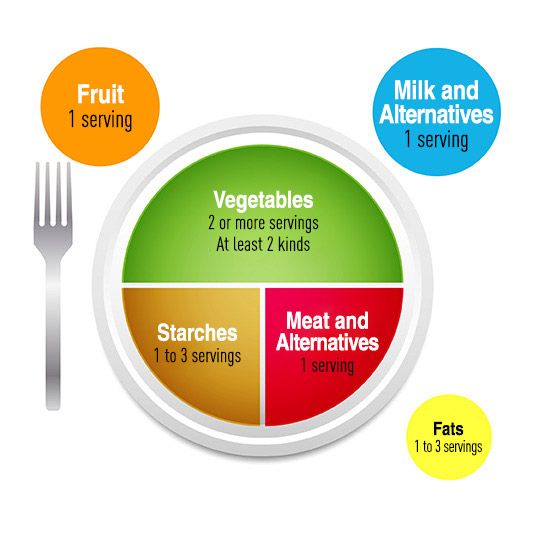 Fruit
1 serving
Milk and
Alternatives
1 serving
Vegetables
2 or more servings
At least 2 kinds
Starches
1 to 3 servings
Meat and
Alternatives
1 serving
Fats
1 to 3 servings